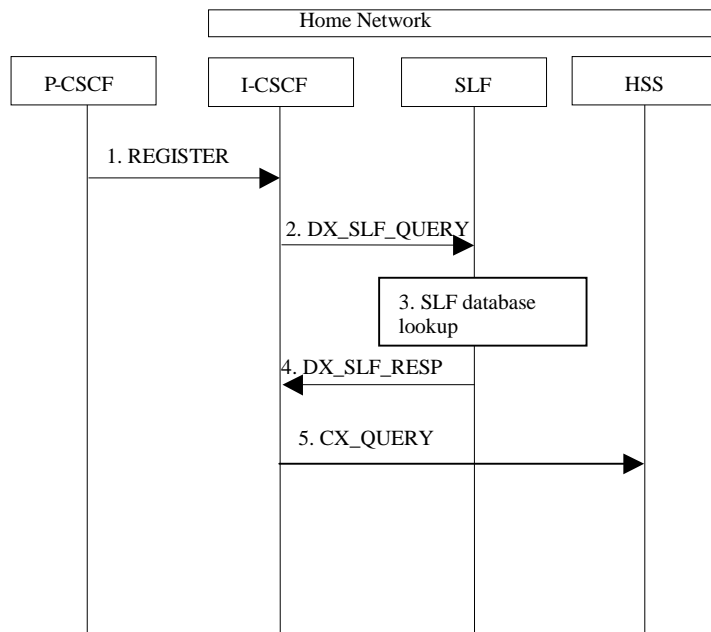 Home Network
P-CSCF
I-CSCF
SLF
HSS
1. REGISTER
2. DX_SLF_QUERY
3. SLF database
lookup
4. DX_SLF_RESP
5. CX_QUERY